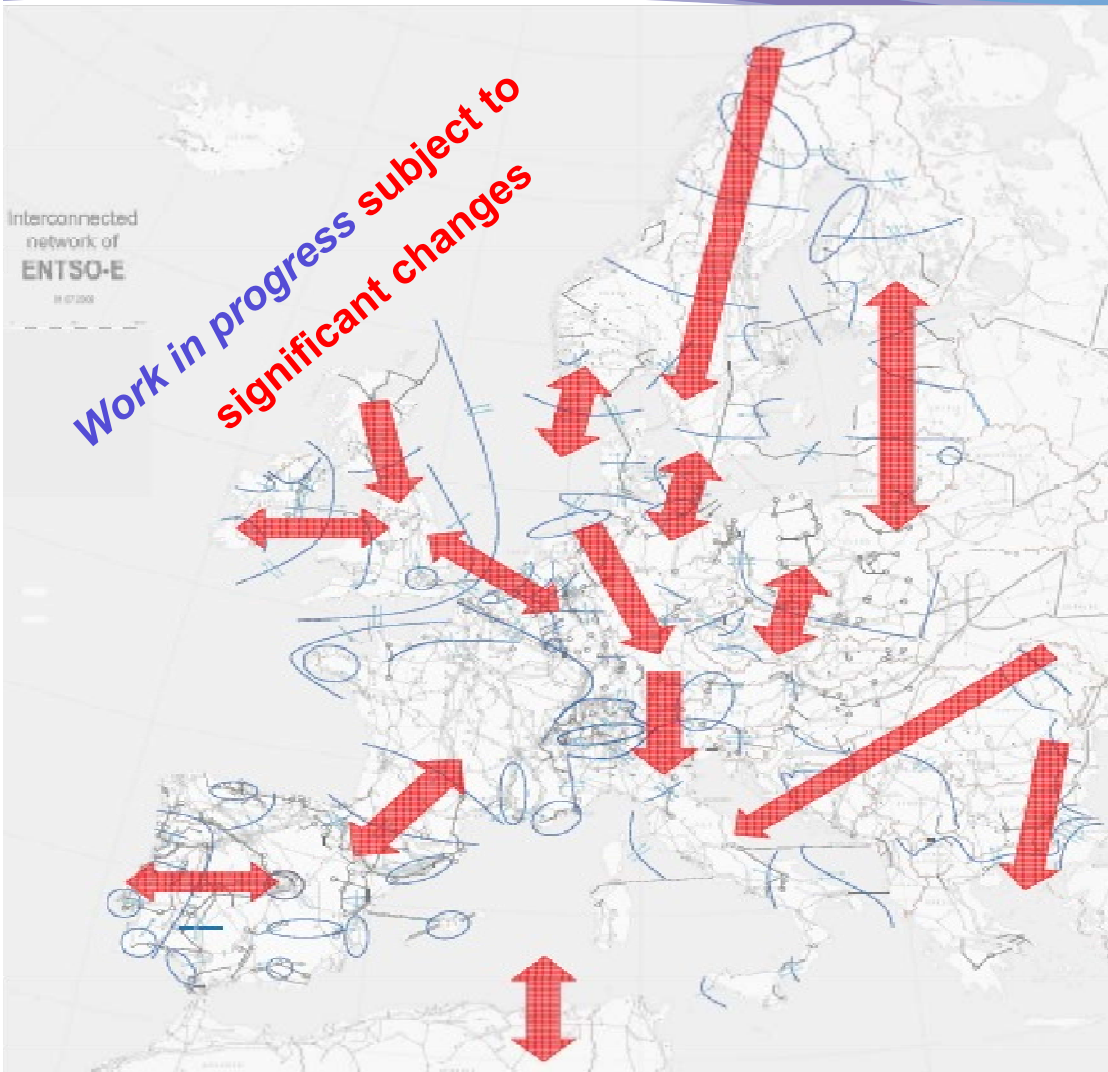 Work in progress subject to
significant changes
Interconnected
network of
ENTSO-E